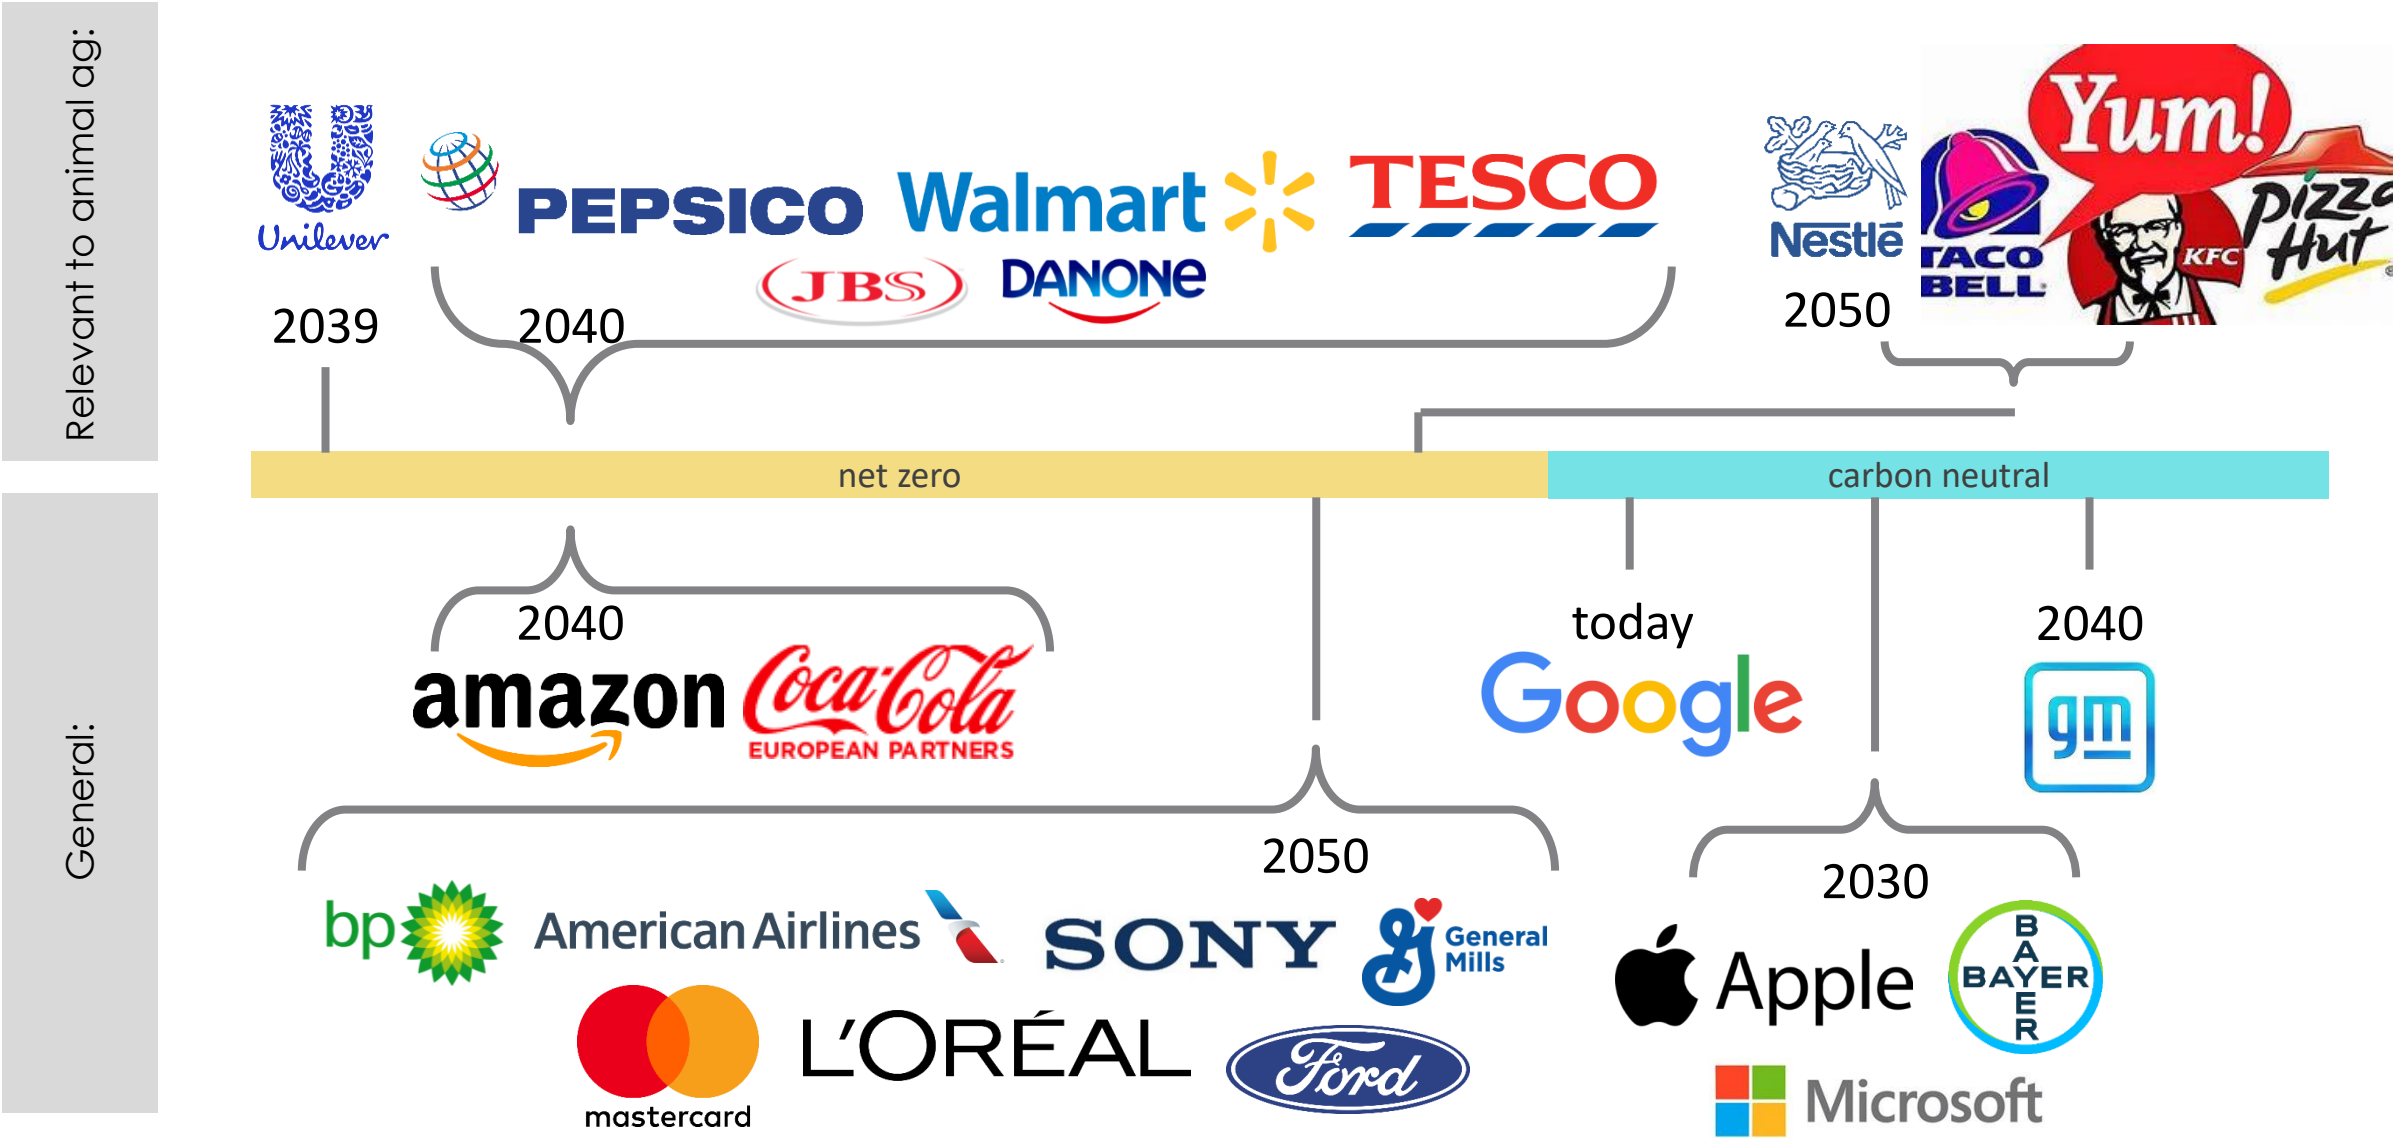 Relevant to animal ag:
Unilever
PEPSICO
Walmart
TESCO
JBS
DANONE
Nestlé
Yum!
TACO
BELL
KFC
Pizza
Hut
2039
2040
2050
net zero
carbon neutral
General:
2040
amazon
Coca-Cola
EUROPEAN PARTNERS
today
Google
2040
gm
2050
bp
American Airlines
SONY
General
Mills
mastercard
L'ORÉAL
Ford
2030
Apple
BAYER
BAYER
Microsoft